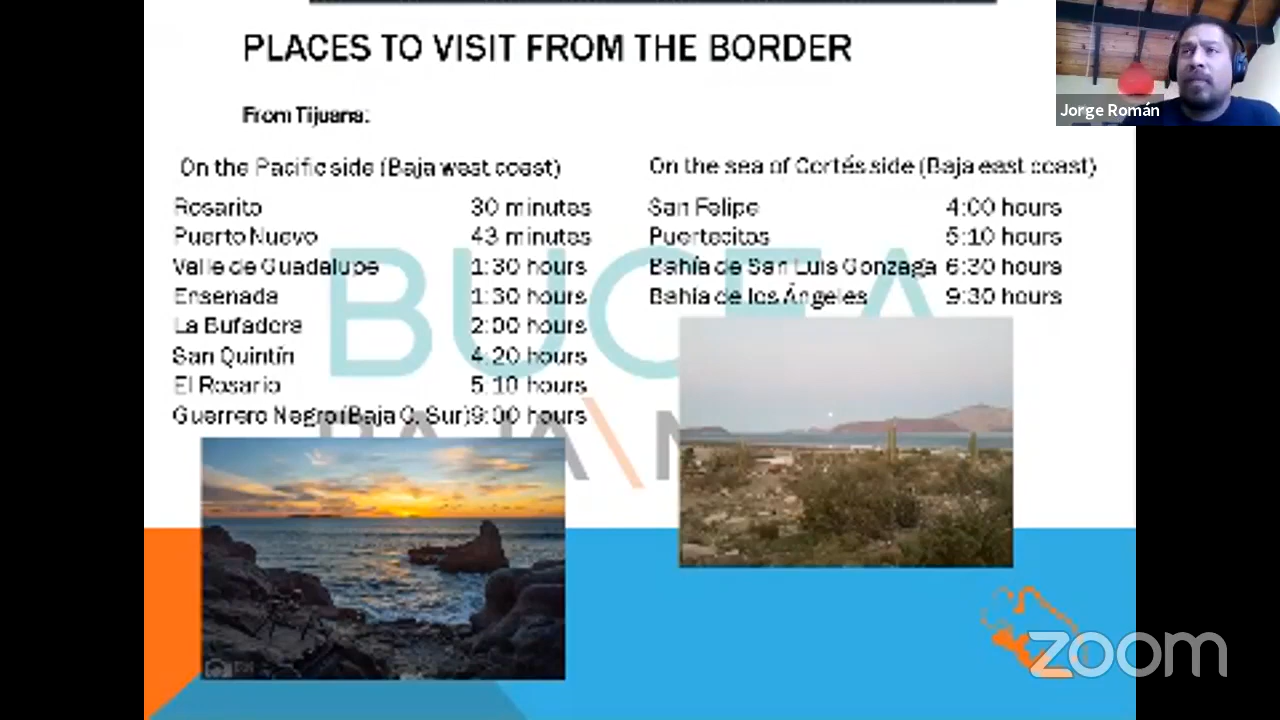 PLACES TO VISIT FROM THE BORDER
Jorge Román
From Tijuana:
On the Pacific side (Baja west coast)
Rosarito 30 minutes
Puerto Nuevo 43 minutes
Valle de Guadalupe 1:30 hours
Ensenada 1:30 hours
La Bufadora 2:00 hours
San Quintín 4:20 hours
El Rosario 5:10 hours
Guerrero Negro (Baja C. Sur) 9:00 hours
On the sea of Cortés side (Baja east coast)
San Felipe 4:00 hours
Puertecitos 5:10 hours
Bahía de San Luis Gonzaga 6:30 hours
Bahía de los Ángeles 9:30 hours
BUCEA
zoom